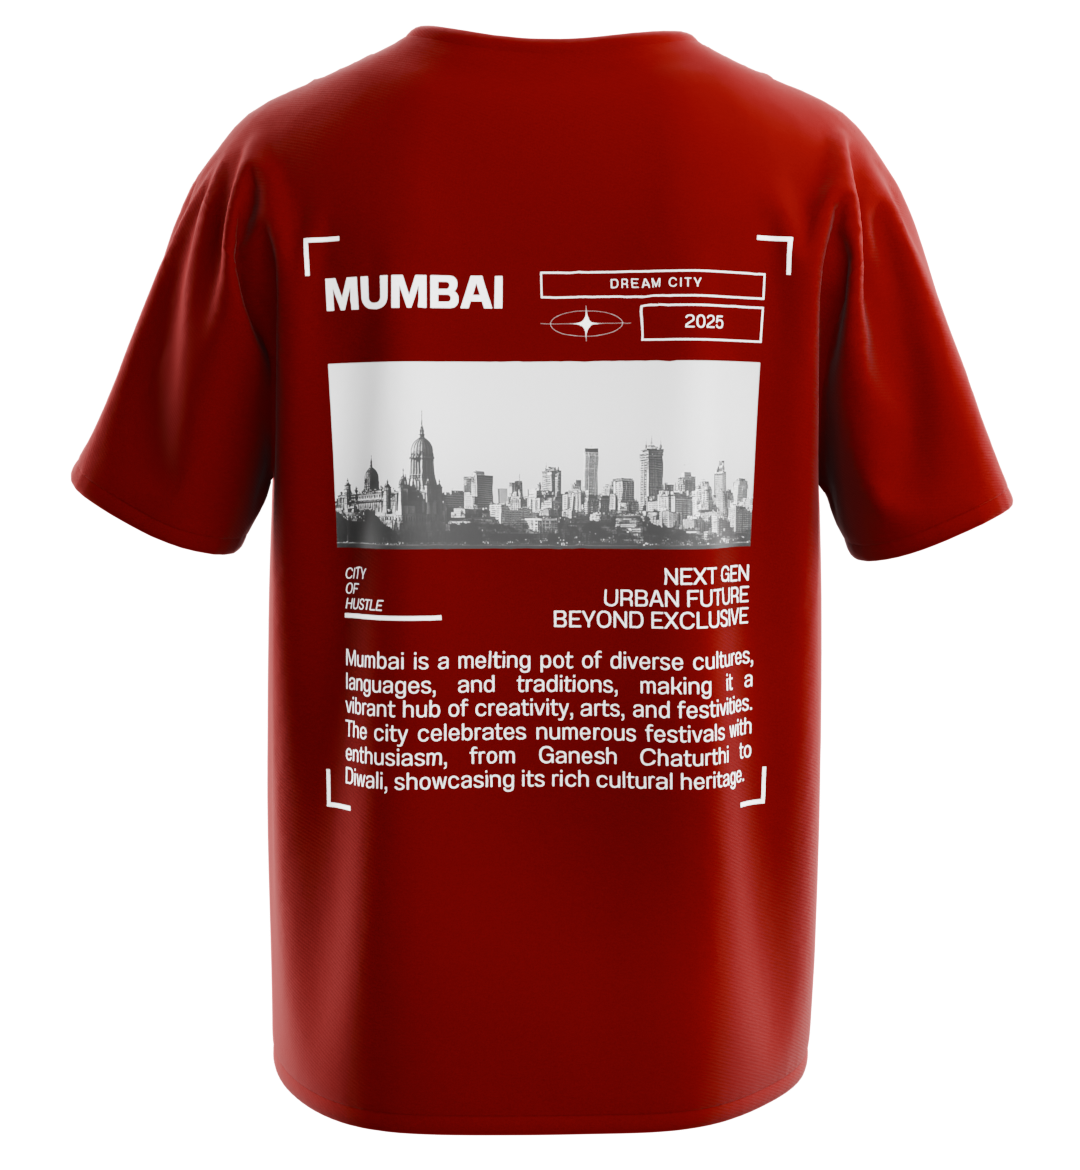 MUMBAI
DREAM CITY
2025
CITY
OF
HUSTLE
NEXT GEN
URBAN FUTURE
BEYOND EXCLUSIVE
Mumbai is a melting pot of diverse cultures,
languages, and traditions, making it a
vibrant hub of creativity, arts, and festivities.
The city celebrates numerous festivals with
enthusiasm, from Ganesh Chaturthi to
Diwali, showcasing its rich cultural heritage.